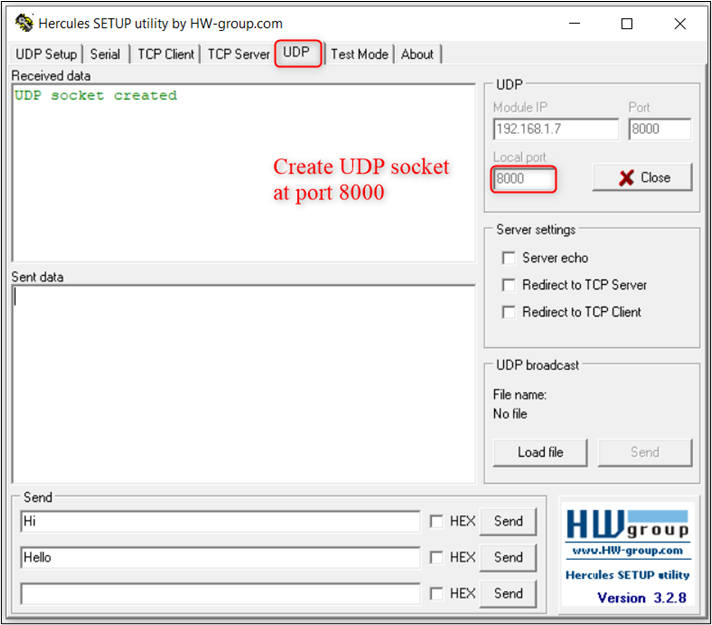 Hercules SETUP utility by HW-group.com
UDP Setup Serial TCP Client TCP Server UDP Test Mode About
Received data
UDP socket created
Create UDP socket
at port 8000
UDP
Module IP Port
192.168.1.7 8000
Local port
8000 Close
Server settings
Server echo
Redirect to TCP Server
Redirect to TCP Client
Sent data
UDP broadcast
File name:
No file
Load file Send
Send
Hi HEX Send
Hello HEX Send
HEX Send
HWgroup
www.HW-group.com
Hercules SETUP utility
Version 3.2.8